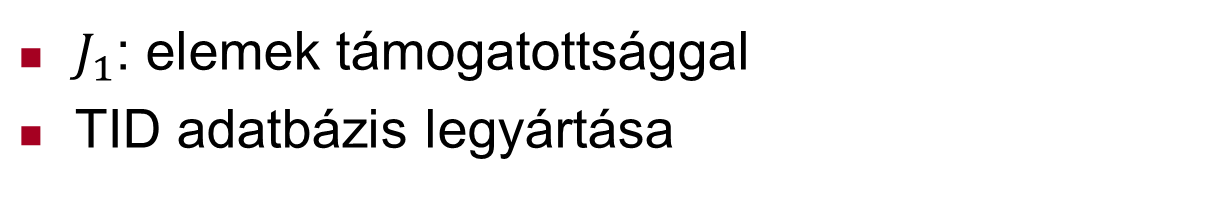 ▪ J₁: elemek támogatottsággal
▪ TID adatbázis legyártása